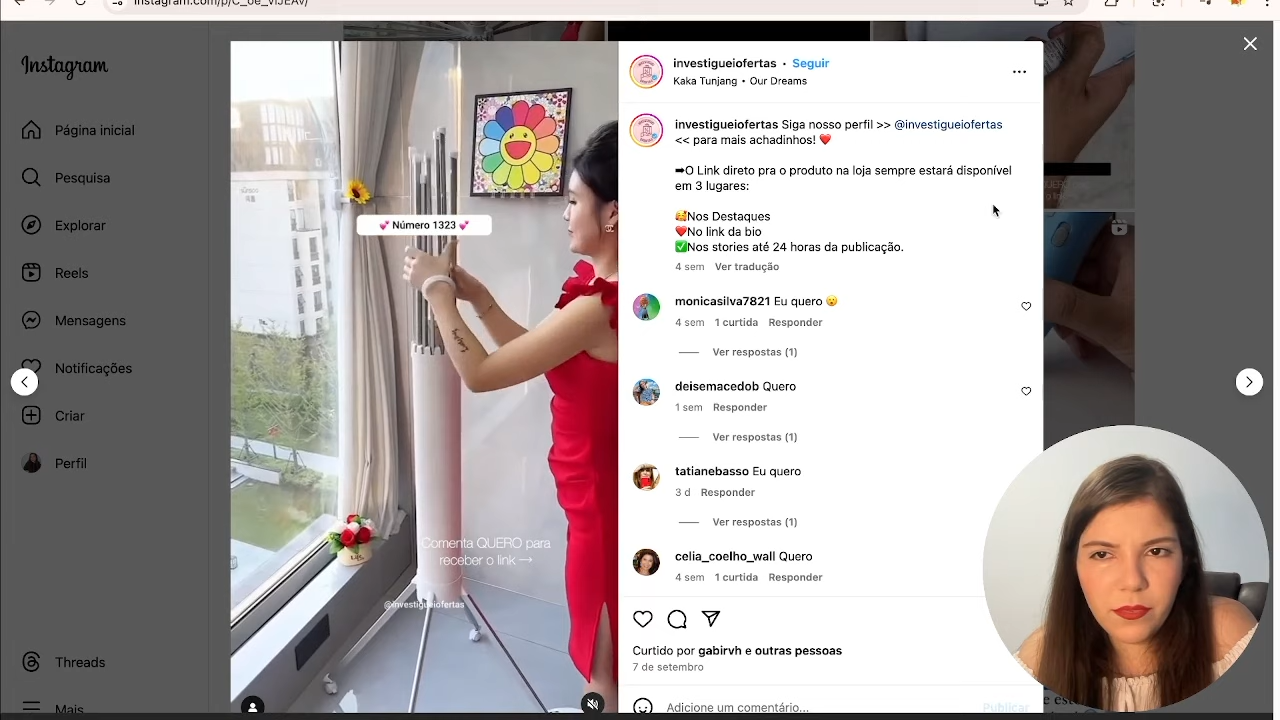 instagram.com/p/C_oe_vIJEAv/
Instagram
Página inicial
Pesquisa
Explorar
Reels
Mensagens
Notificações
Criar
Perfil
Threads
Mais
💕 Número 1323 💕
Comenta QUERO para
receber o link →
@investigueiofertas
investigueiofertas • Seguir
Kaka Tunjang • Our Dreams
investigueiofertas Siga nosso perfil >> @investigueiofertas
<< para mais achadinhos! ❤️
➡O Link direto pra o produto na loja sempre estará disponível
em 3 lugares:
🥰Nos Destaques
❤️No link da bio
✅Nos stories até 24 horas da publicação.
4 sem Ver tradução
monicasilva7821 Eu quero 😮
4 sem 1 curtida Responder
Ver respostas (1)
deisemacedob Quero
1 sem Responder
Ver respostas (1)
tatianebasso Eu quero
3 d Responder
Ver respostas (1)
celia_coelho_wall Quero
4 sem 1 curtida Responder
Curtido por gabirvh e outras pessoas
7 de setembro
Adicione um comentário...
Publicar